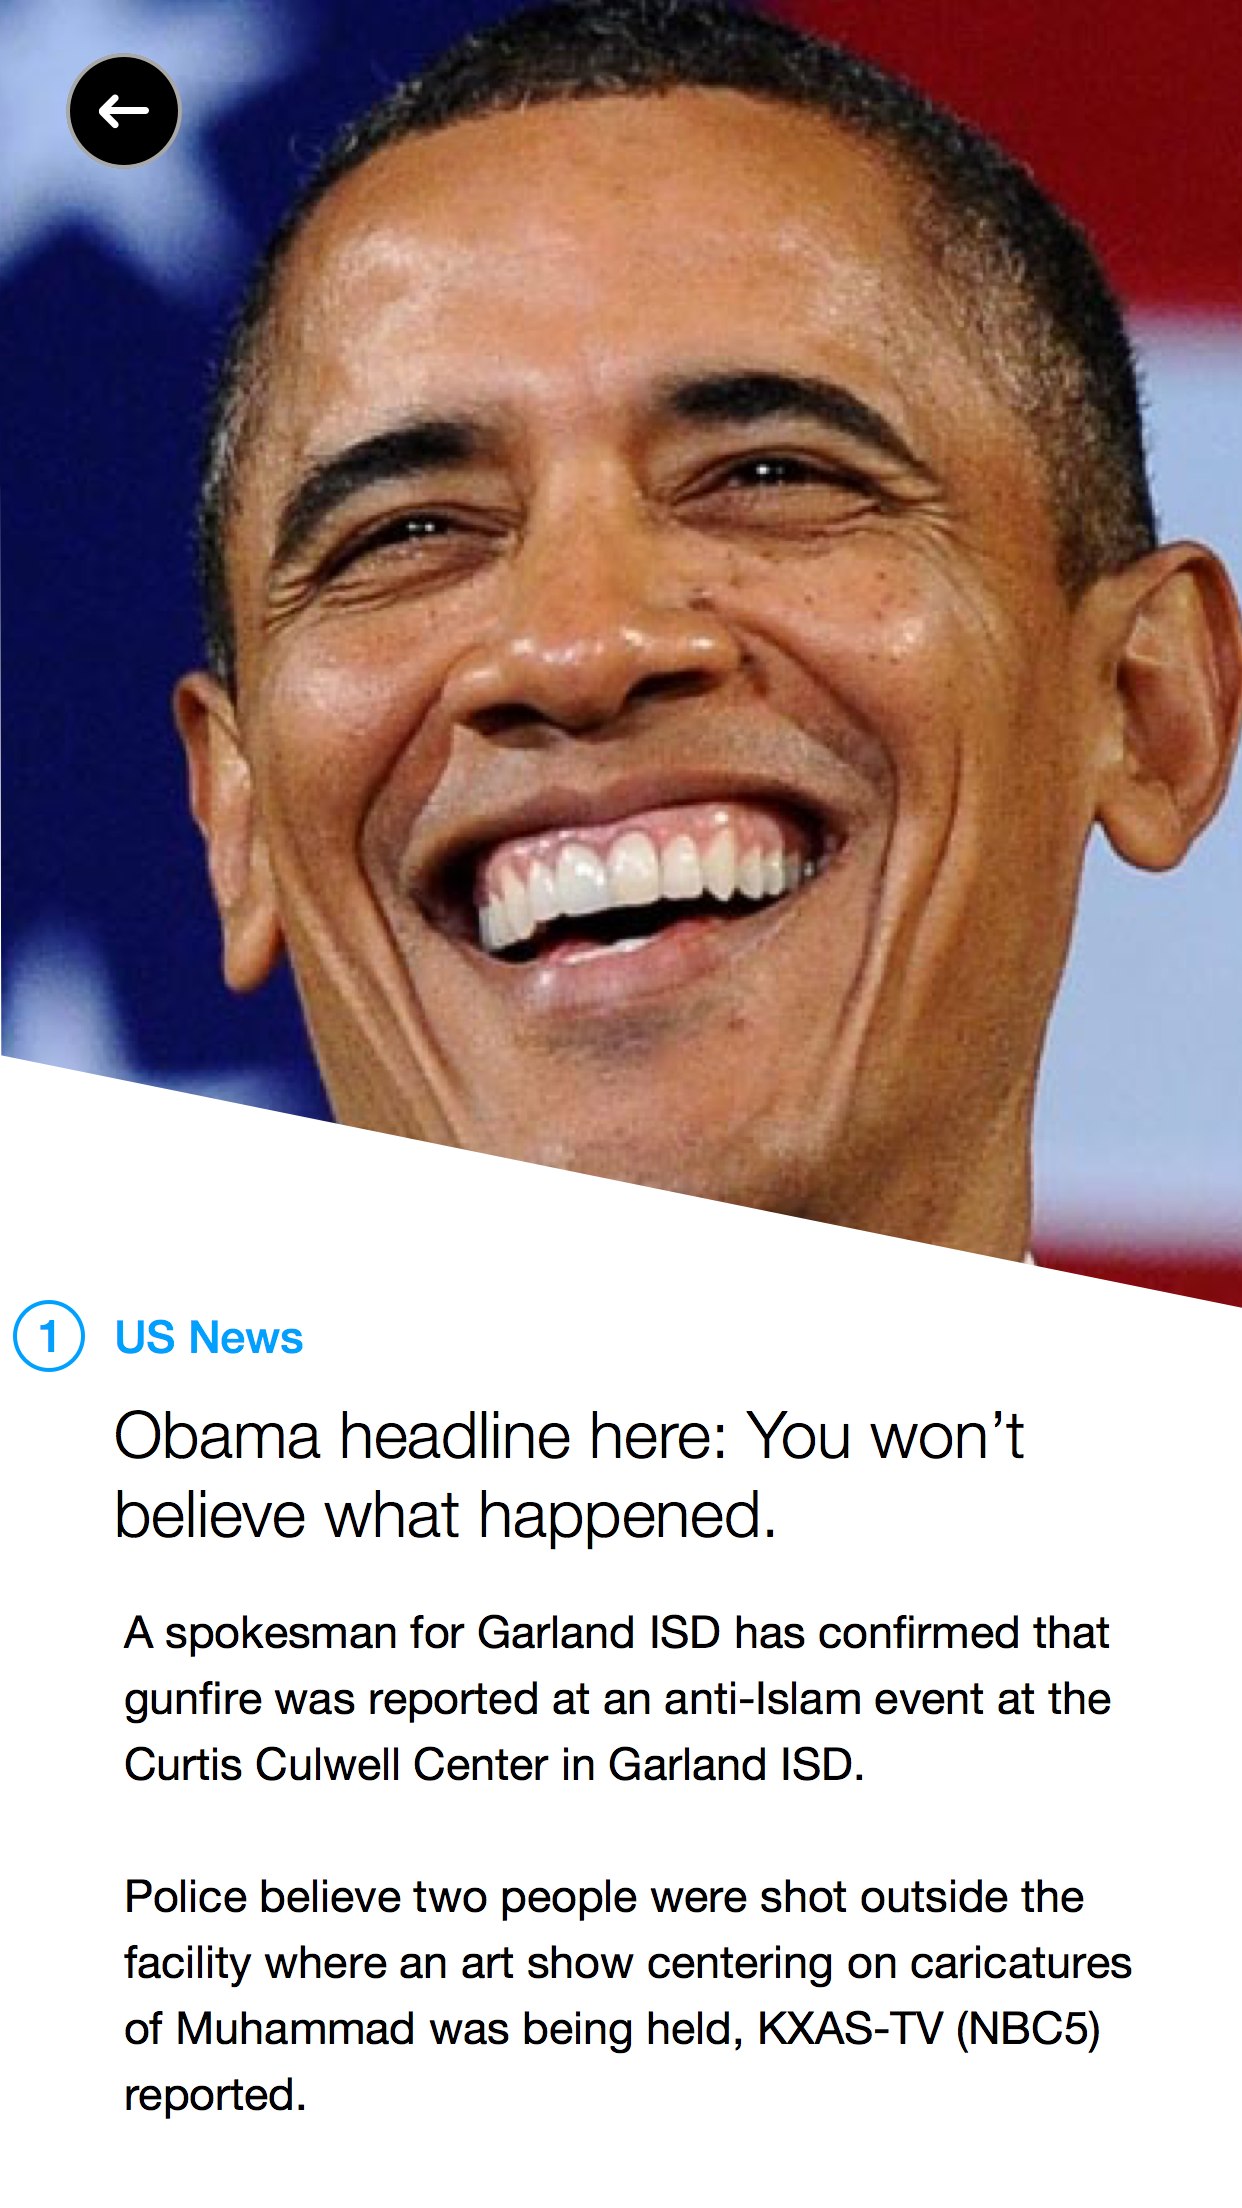 1 US News
Obama headline here: You won’t
believe what happened.
A spokesman for Garland ISD has confirmed that
gunfire was reported at an anti-Islam event at the
Curtis Culwell Center in Garland ISD.
Police believe two people were shot outside the
facility where an art show centering on caricatures
of Muhammad was being held, KXAS-TV (NBC5)
reported.